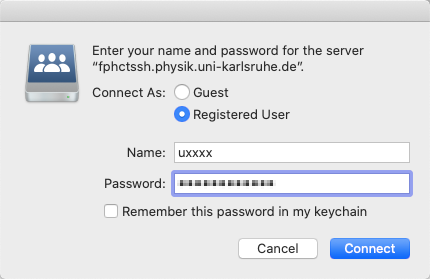 Enter your name and password for the server
“fphctssh.physik.uni-karlsruhe.de”.
Connect As: Guest
Registered User
Name: uxxxx
Password:
Remember this password in my keychain
Cancel Connect